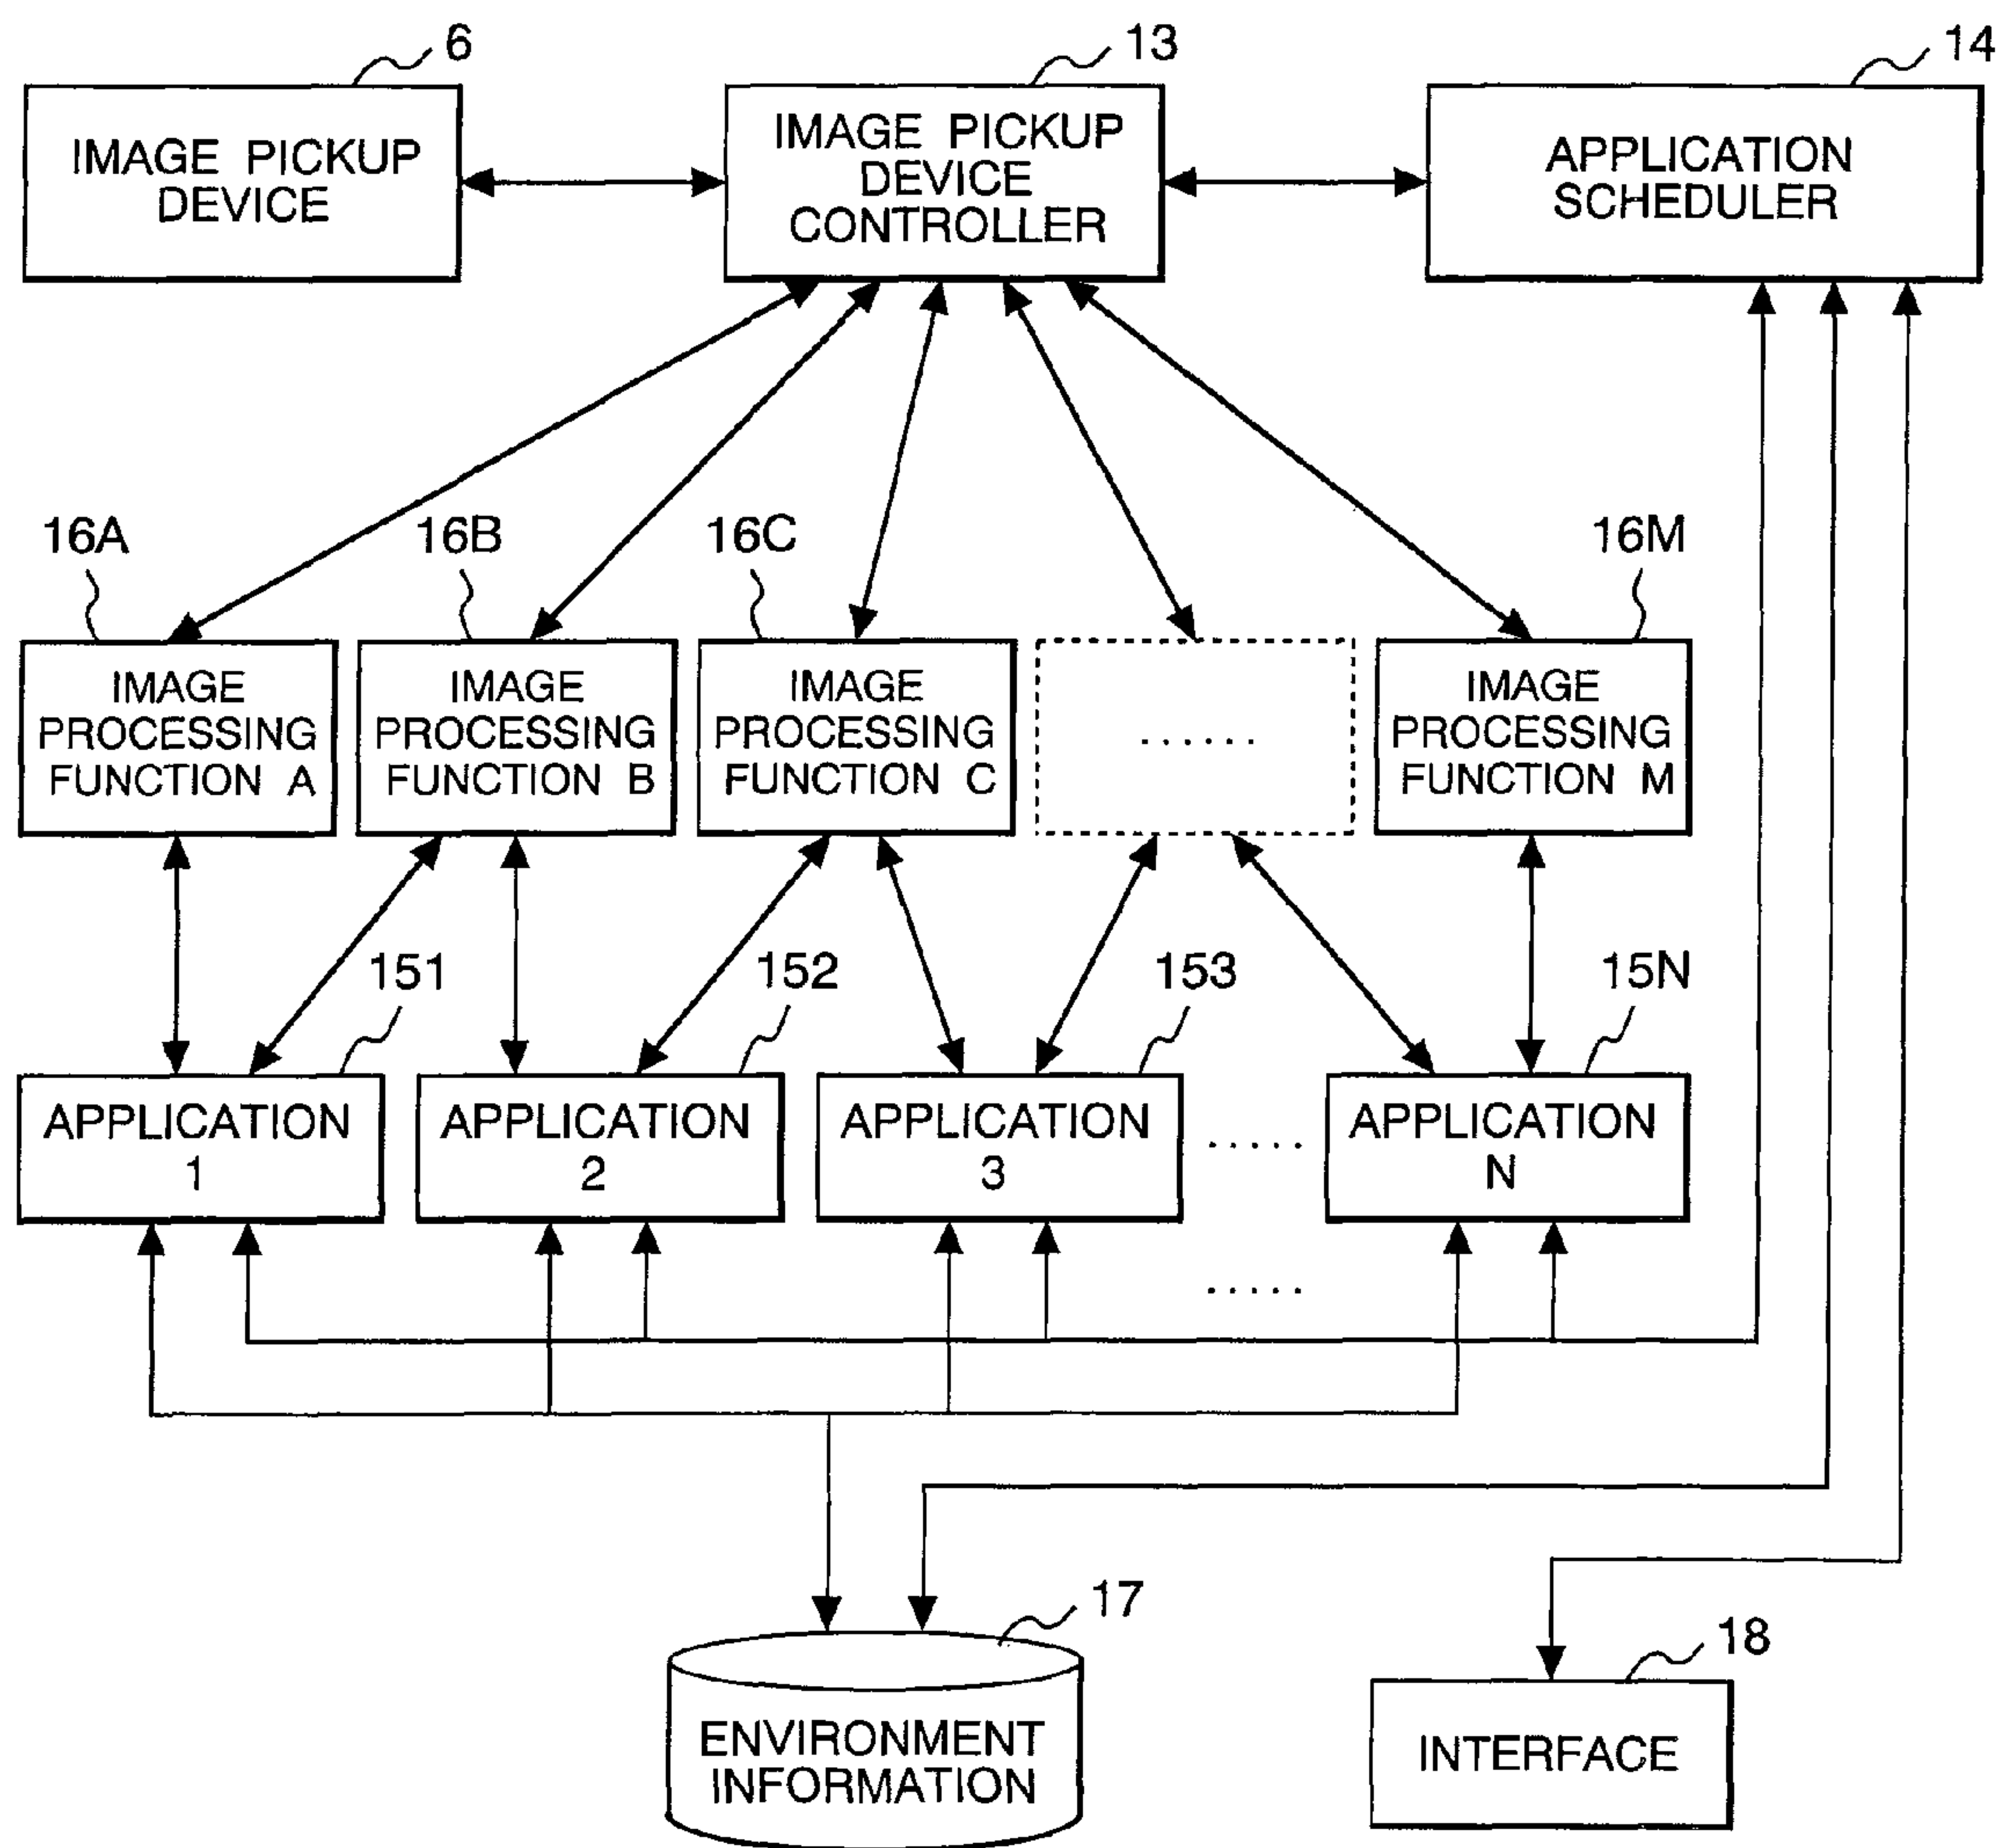 6
13
14
IMAGE PICKUP
DEVICE
IMAGE PICKUP
DEVICE
CONTROLLER
APPLICATION
SCHEDULER
16A
16B
16C
16M
IMAGE
PROCESSING
FUNCTION A
IMAGE
PROCESSING
FUNCTION B
IMAGE
PROCESSING
FUNCTION C
......
IMAGE
PROCESSING
FUNCTION M
151
152
153
15N
APPLICATION
1
APPLICATION
2
APPLICATION
3
.....
APPLICATION
N
.....
17
18
ENVIRONMENT
INFORMATION
INTERFACE